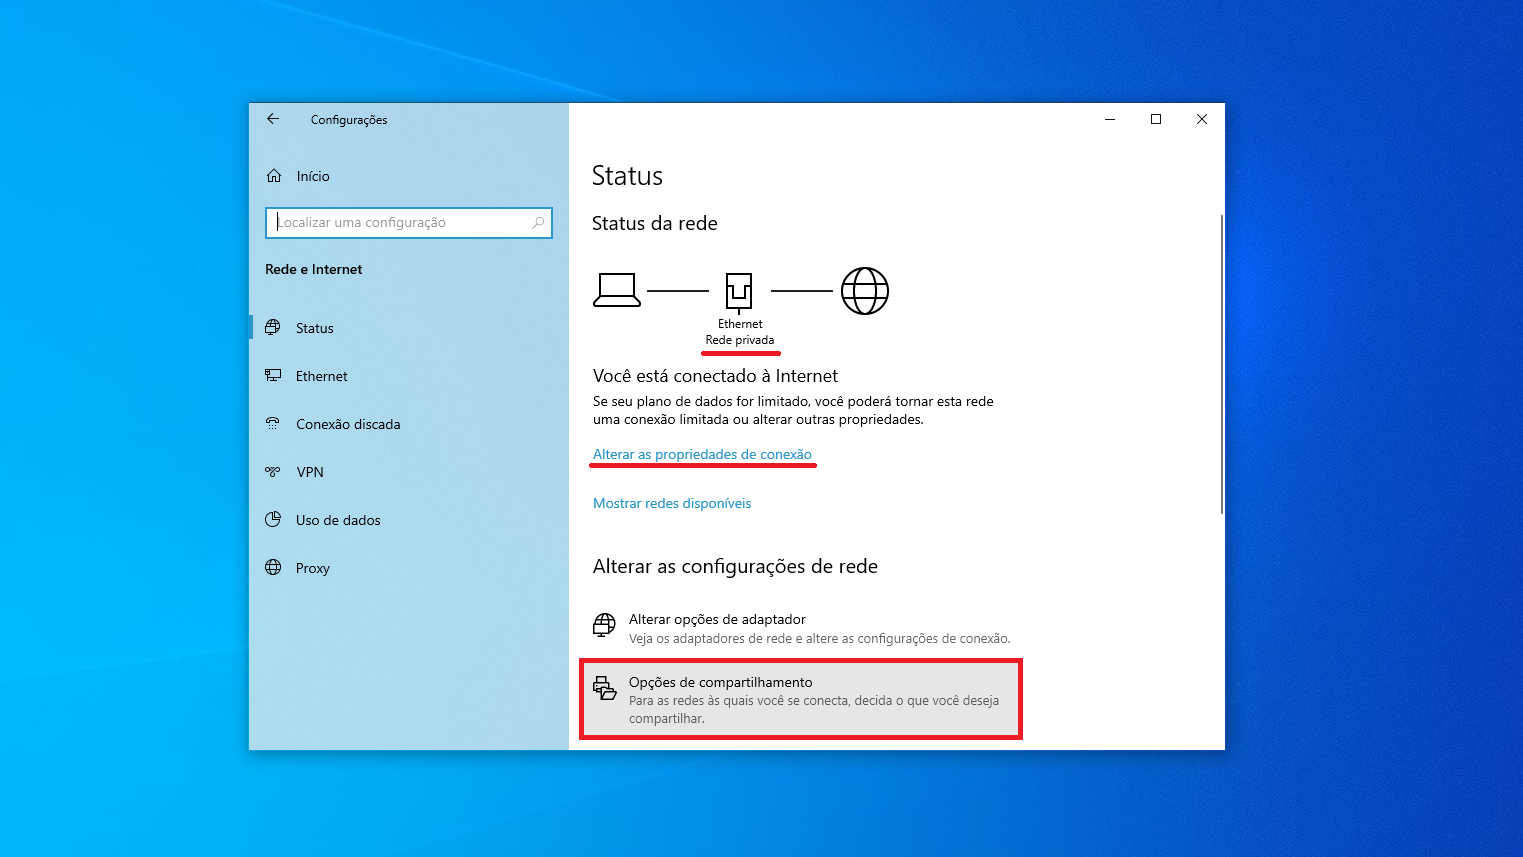 Configurações
Início
Localizar uma configuração
Rede e Internet
Status
Ethernet
Conexão discada
VPN
Uso de dados
Proxy
Status
Status da rede
Ethernet
Rede privada
Você está conectado à Internet
Se seu plano de dados for limitado, você poderá tornar esta rede
uma conexão limitada ou alterar outras propriedades.
Alterar as propriedades de conexão
Mostrar redes disponíveis
Alterar as configurações de rede
Alterar opções de adaptador
Veja os adaptadores de rede e altere as configurações de conexão.
Opções de compartilhamento
Para as redes às quais você se conecta, decida o que você deseja
compartilhar.